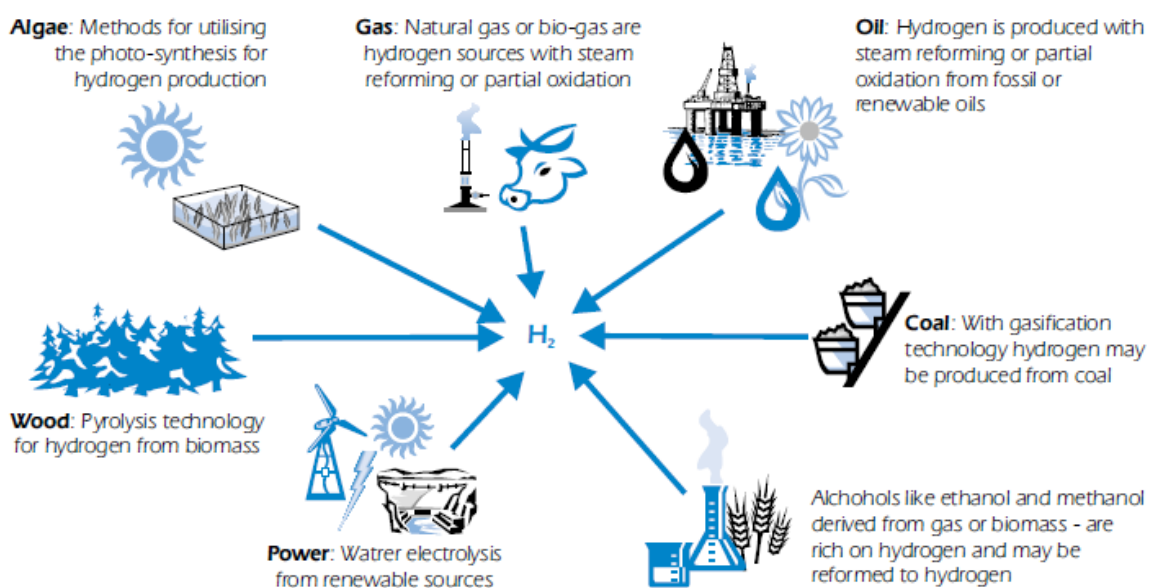 Algae: Methods for utilising
the photo-synthesis for
hydrogen production
Gas: Natural gas or bio-gas are
hydrogen sources with steam
reforming or partial oxidation
Oil: Hydrogen is produced with
steam reforming or partial
oxidation from fossil or
renewable oils
H₂
Coal: With gasification
technology hydrogen may
be produced from coal
Wood: Pyrolysis technology
for hydrogen from biomass
Power: Watrer electrolysis
from renewable sources
Alchohols like ethanol and methanol
derived from gas or biomass - are
rich on hydrogen and may be
reformed to hydrogen